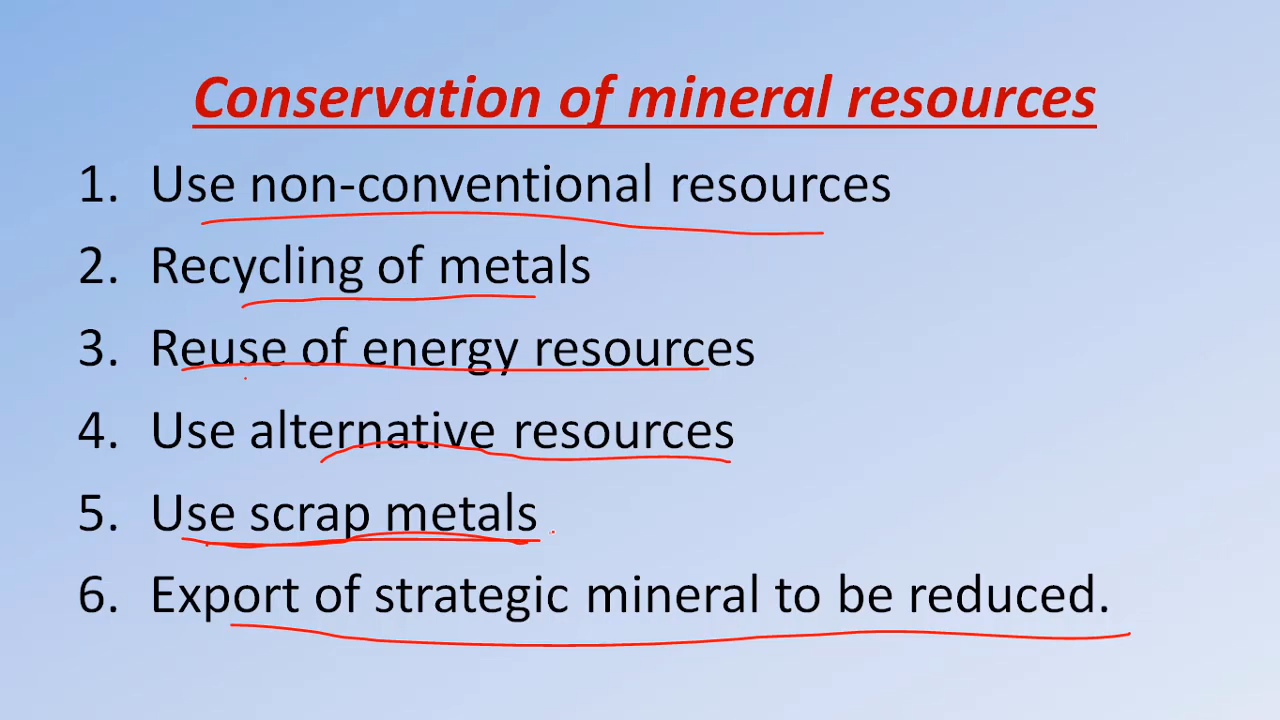 Conservation of mineral resources
1. Use non-conventional resources
2. Recycling of metals
3. Reuse of energy resources
4. Use alternative resources
5. Use scrap metals
6. Export of strategic mineral to be reduced.